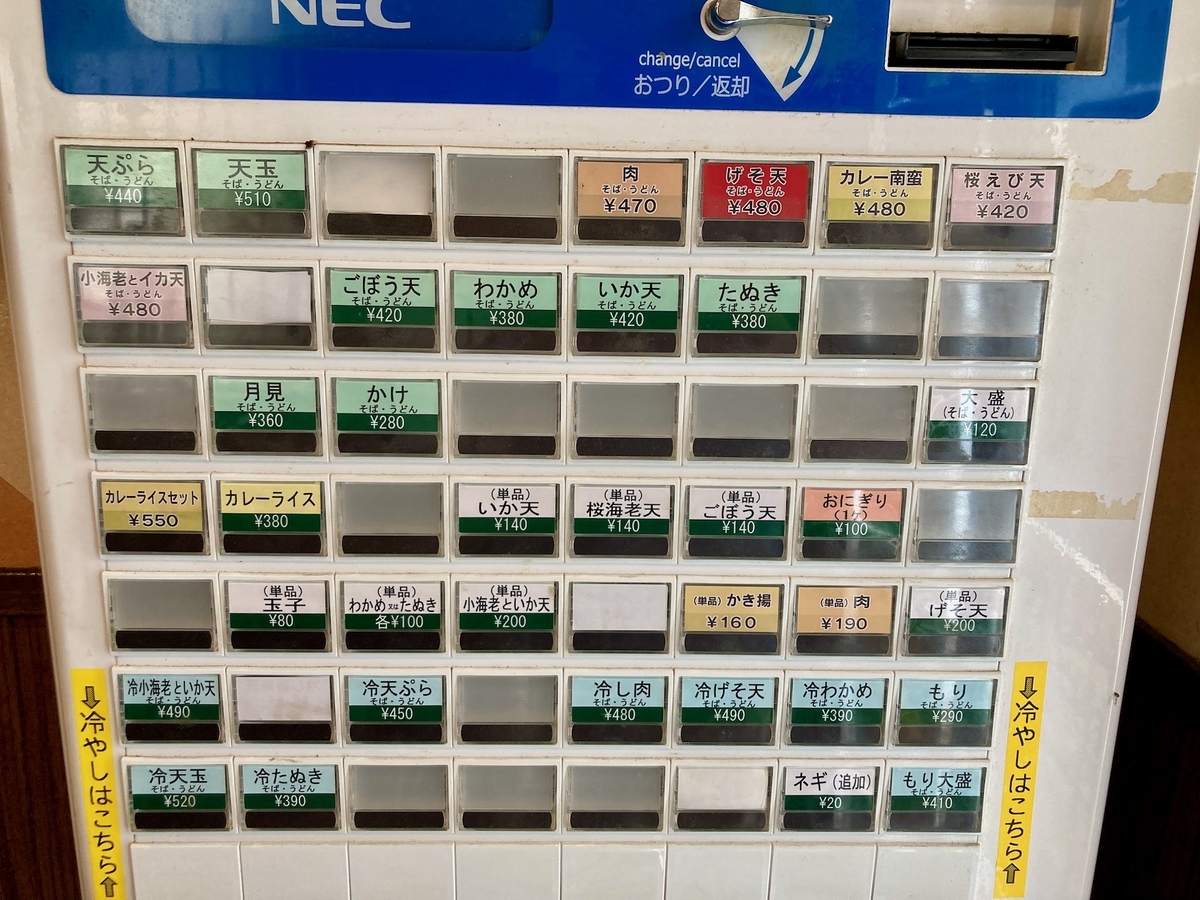 NEC
change/cancel
おつり／返却
天ぷら
そば・うどん
¥440
天玉
そば・うどん
¥510
肉
そば・うどん
¥470
げそ天
そば・うどん
¥480
カレー南蛮
そば・うどん
¥480
桜えび天
そば・うどん
¥420
小海老とイカ天
そば・うどん
¥480
ごぼう天
そば・うどん
¥420
わかめ
そば・うどん
¥380
いか天
そば・うどん
¥420
たぬき
そば・うどん
¥380
月見
そば・うどん
¥360
かけ
そば・うどん
¥280
大盛
(そば・うどん)
¥120
カレーライスセット
¥550
カレーライス
¥380
(単品)
いか天
¥140
(単品)
桜海老天
¥140
(単品)
ごぼう天
¥140
おにぎり
(1ケ)
¥100
(単品)
玉子
¥80
(単品)
わかめ又はたぬき
各¥100
(単品)
小海老といか天
¥200
(単品)かき揚
¥160
(単品)肉
¥190
(単品)
げそ天
¥200
冷小海老といか天
そば・うどん
¥490
冷天ぷら
そば・うどん
¥450
冷し肉
そば・うどん
¥480
冷げそ天
そば・うどん
¥490
冷わかめ
そば・うどん
¥390
もり
そば・うどん
¥290
冷天玉
そば・うどん
¥520
冷たぬき
そば・うどん
¥390
ネギ(追加)
¥20
もり大盛
そば・うどん
¥410
⇩冷やしはこちら⇧
⇩冷やしはこちら⇧